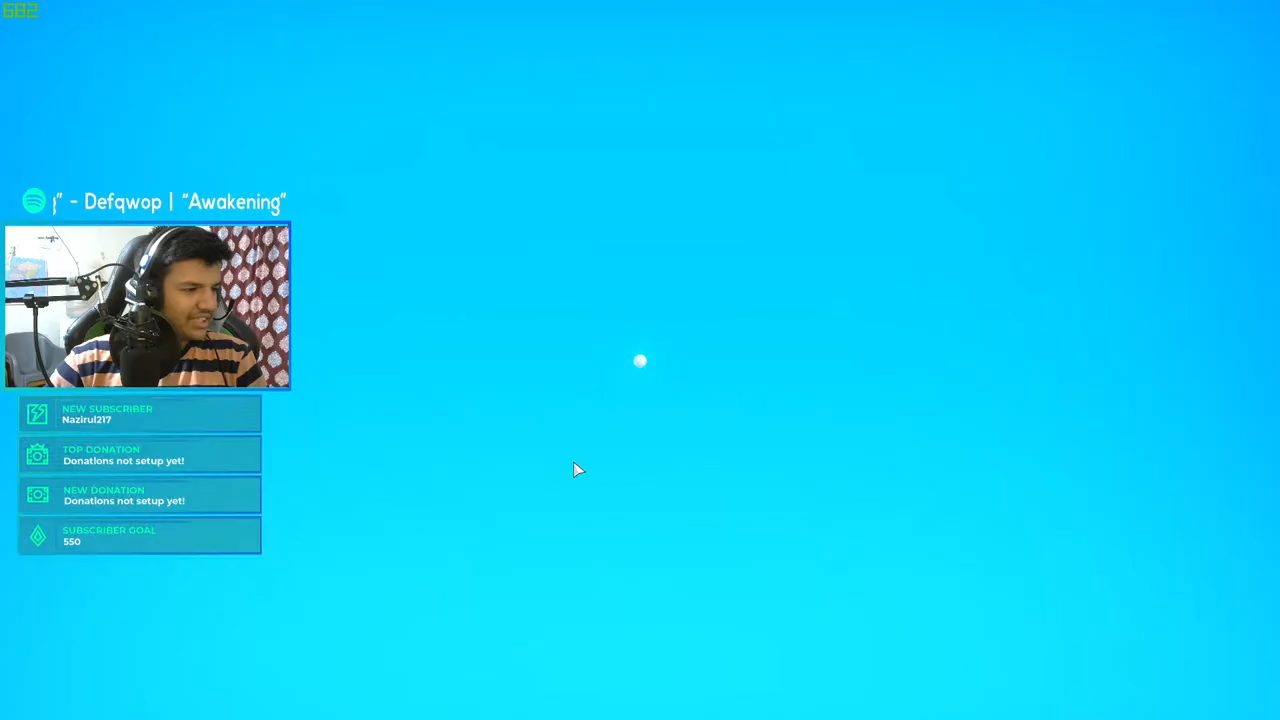 682
" - Defqwop | "Awakening"
NEW SUBSCRIBER
Nazirul217
TOP DONATION
Donations not setup yet!
NEW DONATION
Donations not setup yet!
SUBSCRIBER GOAL
550